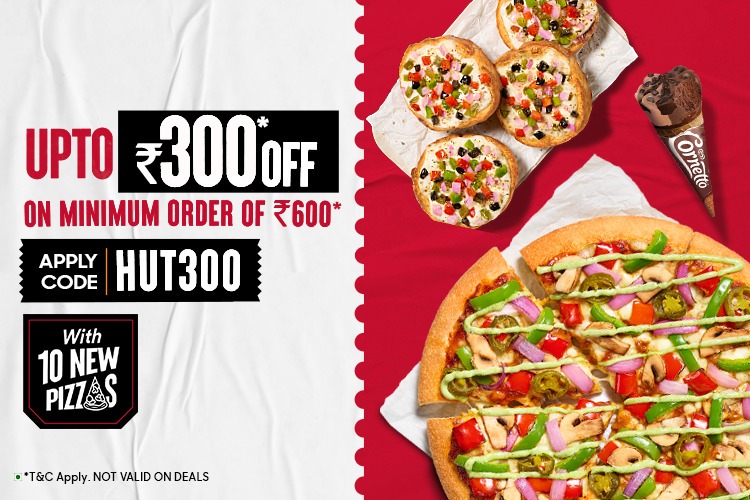 UPTO ₹300* OFF
ON MINIMUM ORDER OF ₹600*
APPLY CODE HUT300
With
10 NEW
PIZZAS
*T&C Apply. NOT VALID ON DEALS
Cornetto